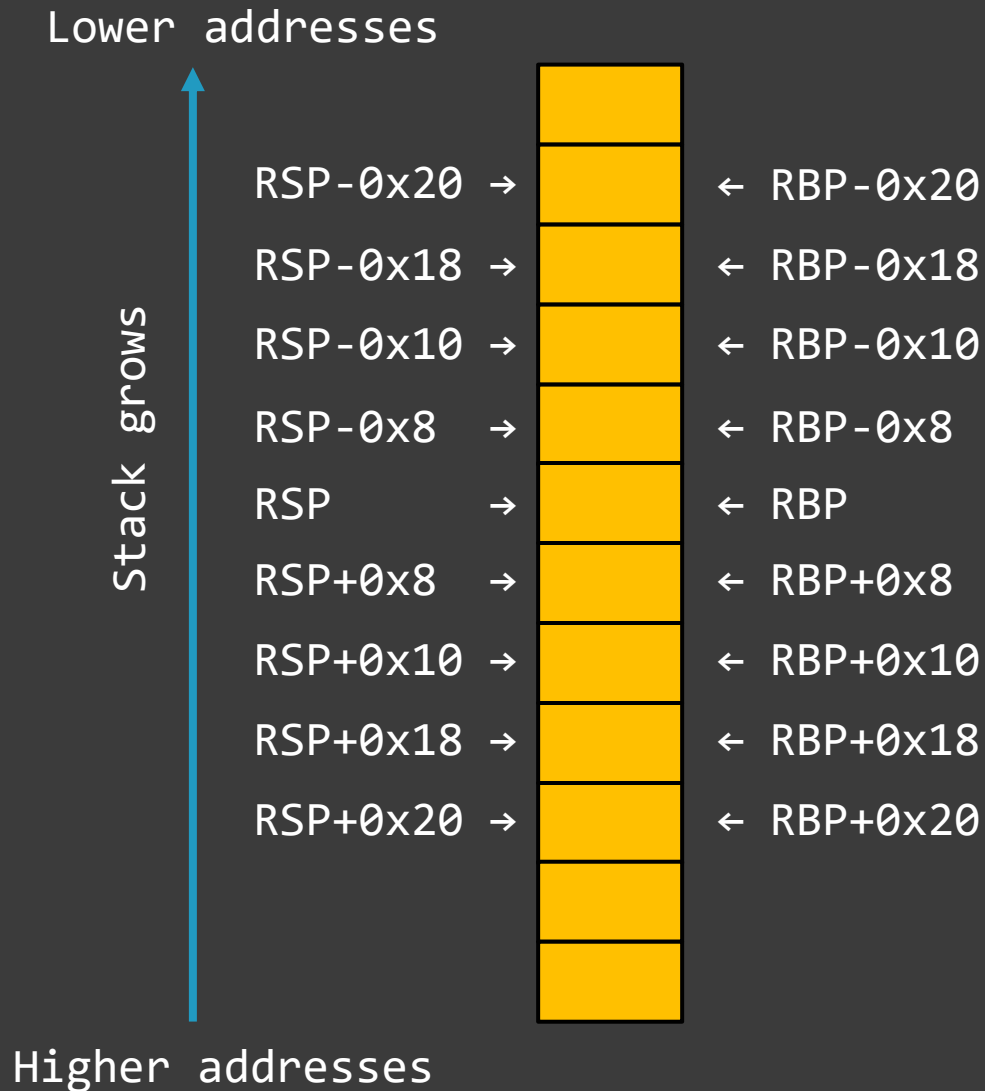 Lower addresses
RSP-0x20 → ← RBP-0x20
RSP-0x18 → ← RBP-0x18
RSP-0x10 → ← RBP-0x10
RSP-0x8 → ← RBP-0x8
Stack grows
RSP → ← RBP
RSP+0x8 → ← RBP+0x8
RSP+0x10 → ← RBP+0x10
RSP+0x18 → ← RBP+0x18
RSP+0x20 → ← RBP+0x20
Higher addresses